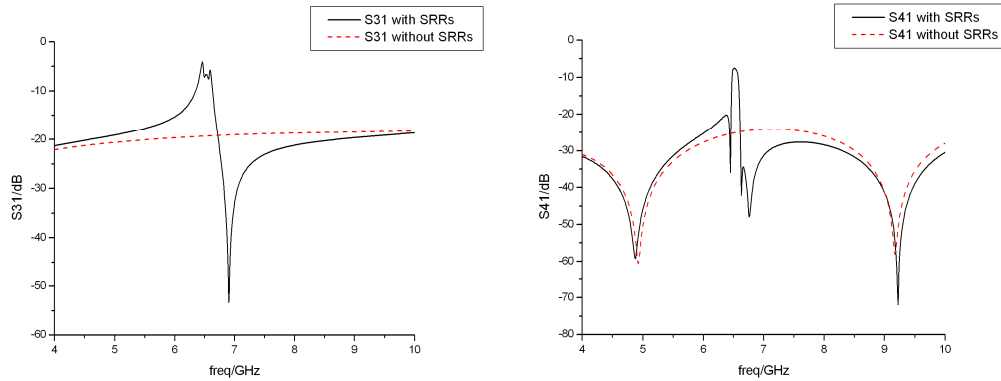 S31 with SRRs
S31 without SRRs
0
-10
-20
-30
-40
-50
-60
S31/dB
4 5 6 7 8 9 10
freq/GHz
S41 with SRRs
S41 without SRRs
0
-10
-20
-30
-40
-50
-60
-70
-80
S41/dB
4 5 6 7 8 9 10
freq/GHz